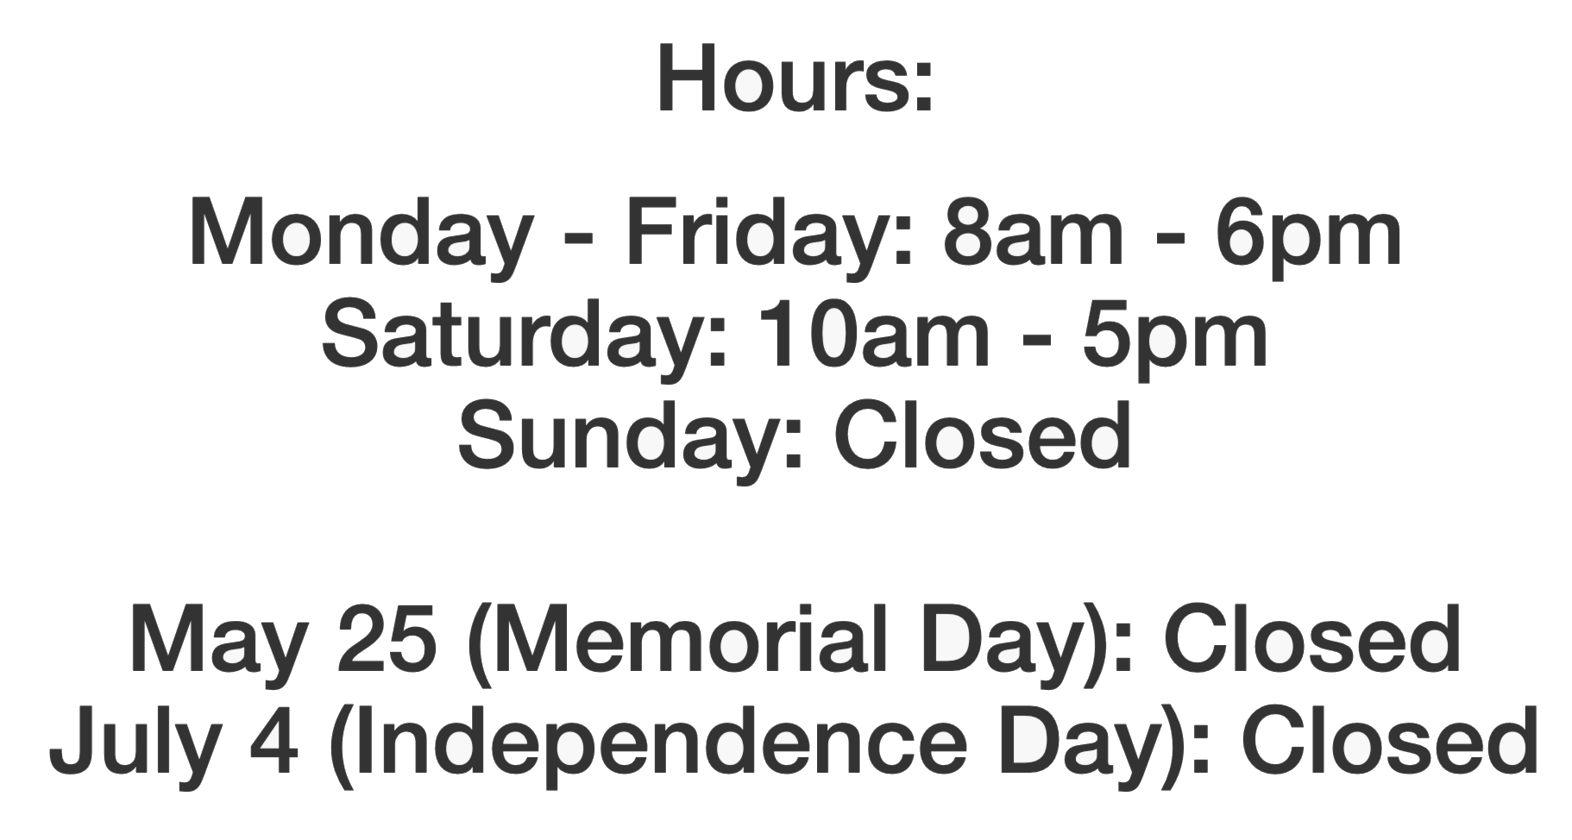 Hours:
Monday - Friday: 8am - 6pm
Saturday: 10am - 5pm
Sunday: Closed
May 25 (Memorial Day): Closed
July 4 (Independence Day): Closed